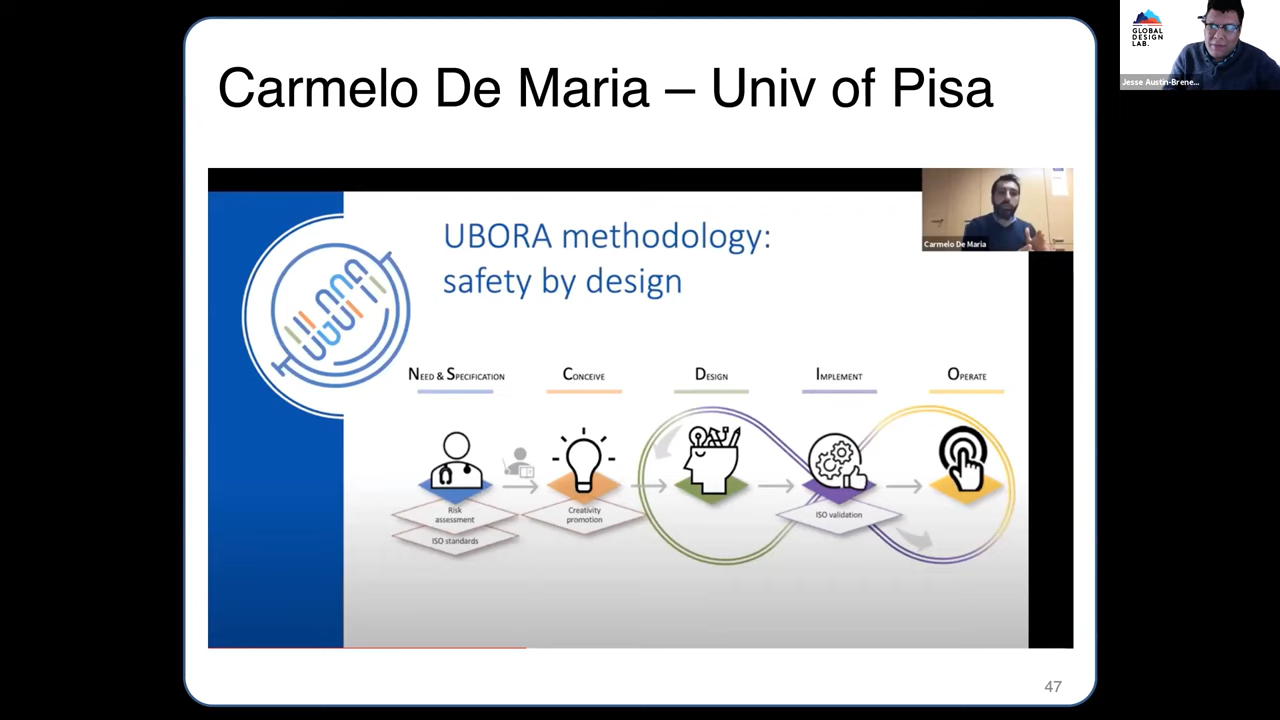 Carmelo De Maria – Univ of Pisa
GLOBAL
DESIGN
LAB.
Jesse Austin-Brene...
Carmelo De Maria
UBORA methodology:
safety by design
UBORA
NEED & SPECIFICATION
CONCEIVE
DESIGN
IMPLEMENT
OPERATE
Risk
assessment
ISO standards
Creativity
promotion
ISO validation
47